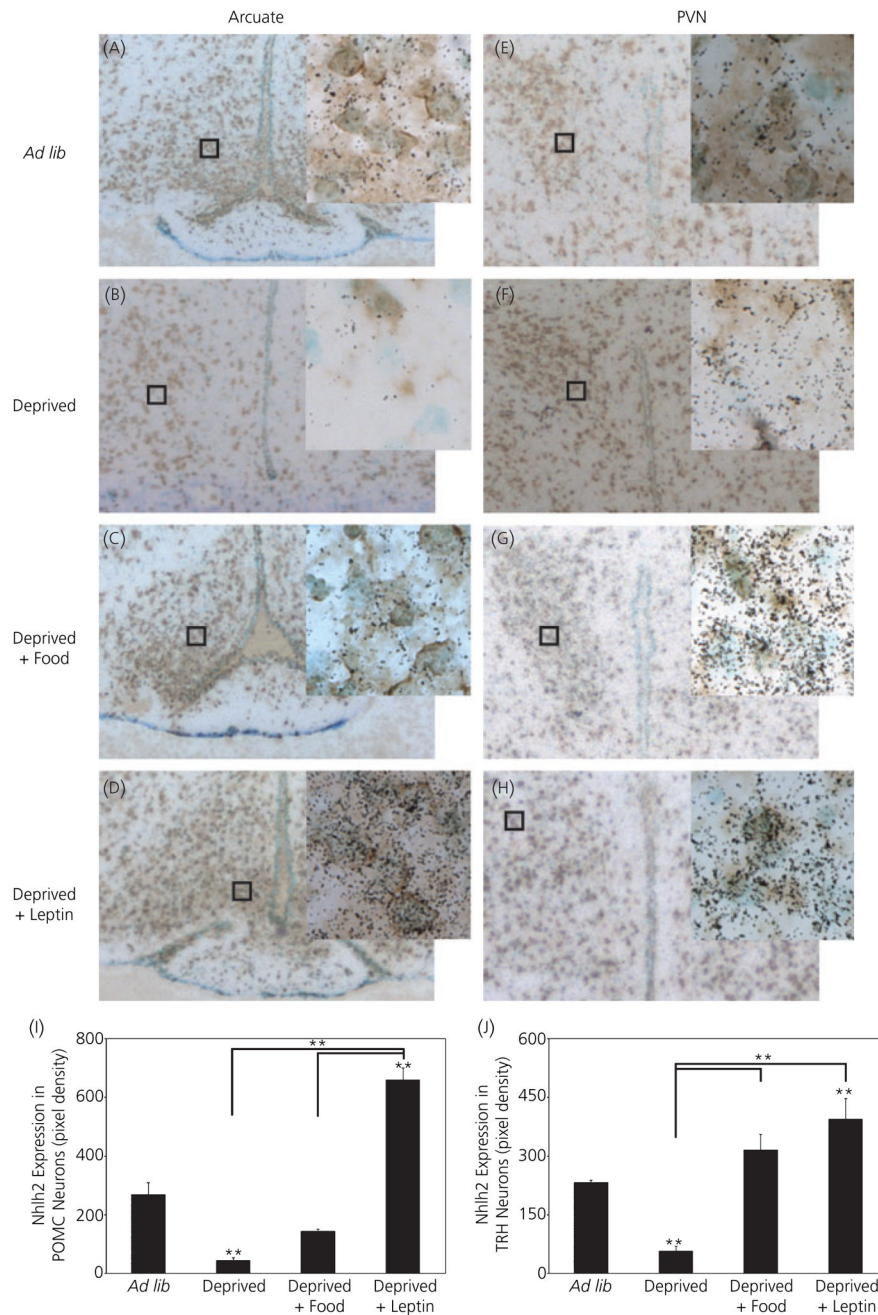 Arcuate
PVN
(A)
(E)
Ad lib
(B)
(F)
Deprived
(C)
(G)
Deprived
+ Food
(D)
(H)
Deprived
+ Leptin
(I)
800
600
400
200
0
Nhlh2 Expression in
POMC Neurons (pixel density)
**
**
**
Ad lib
Deprived
Deprived
+ Food
Deprived
+ Leptin
(J)
600
450
300
150
0
Nhlh2 Expression in
TRH Neurons (pixel density)
**
**
**
Ad lib
Deprived
Deprived
+ Food
Deprived
+ Leptin